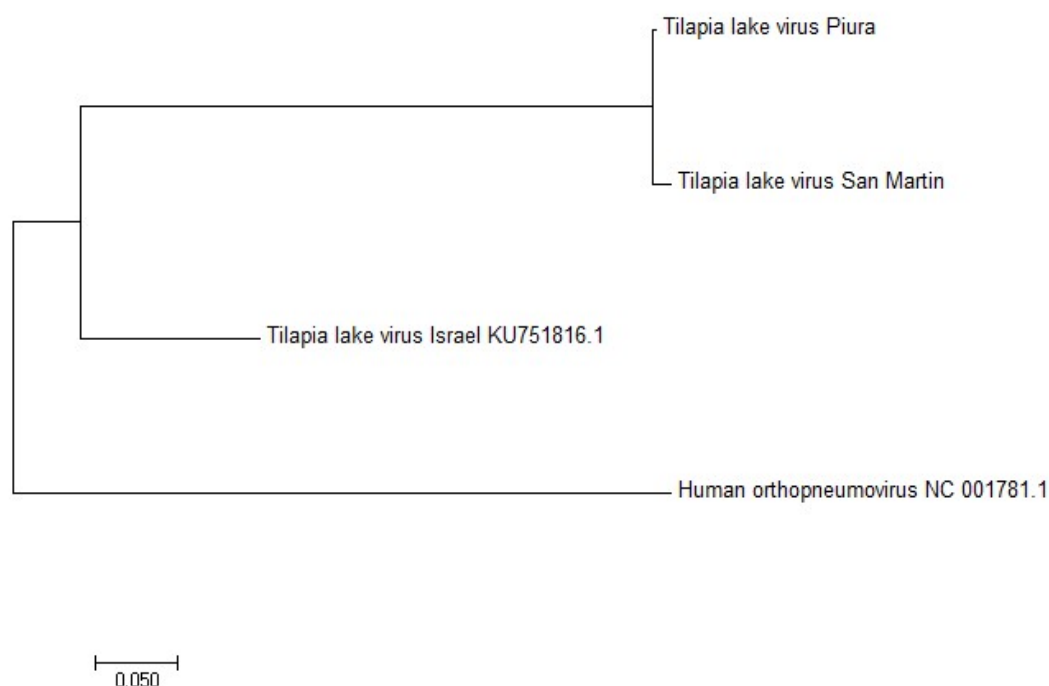 Tilapia lake virus Piura
Tilapia lake virus San Martin
Tilapia lake virus Israel KU751816.1
Human orthopneumovirus NC 001781.1
0.050